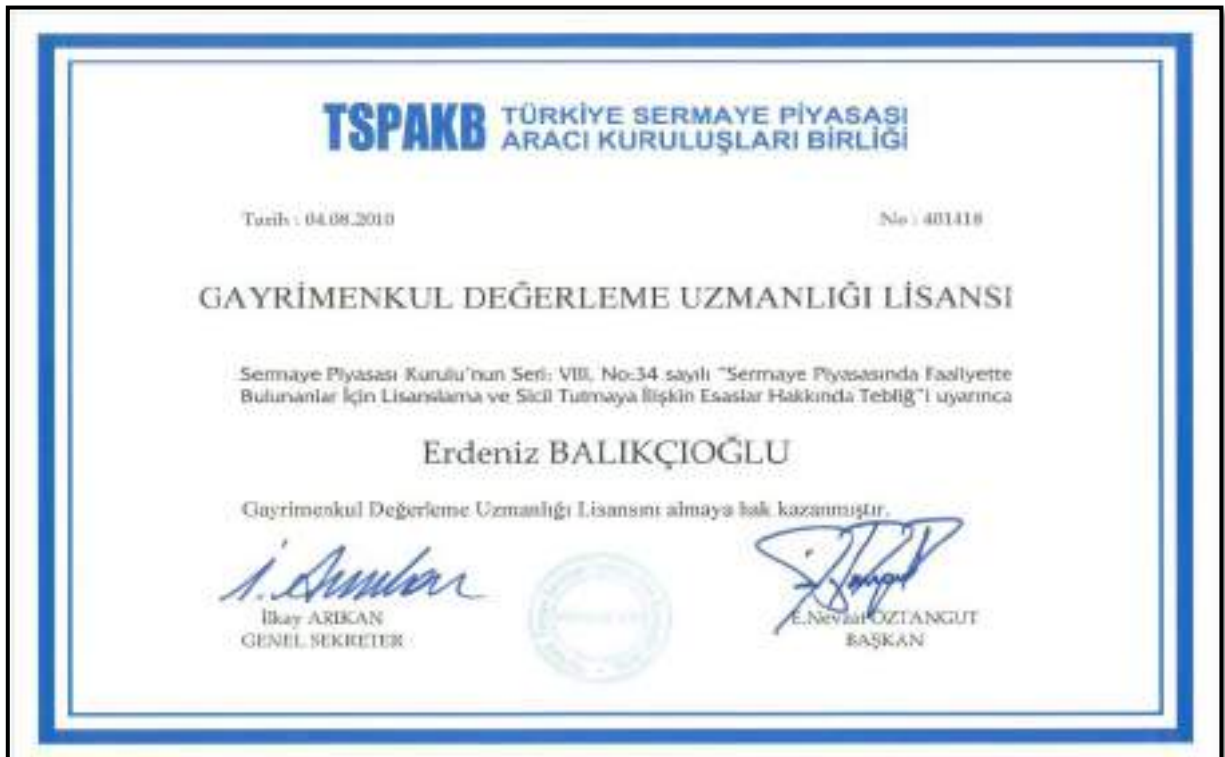 TSPAKB TÜRKİYE SERMAYE PİYASASI
ARACI KURULUŞLARI BİRLİĞİ
Tarih : 04.08.2010
No : 401418
GAYRİMENKUL DEĞERLEME UZMANLIĞI LİSANSI
Sermaye Piyasası Kurulu'nun Seri: VIII, No:34 sayılı "Sermaye Piyasasında Faaliyette
Bulunanlar İçin Lisanslama ve Sicil Tutmaya İlişkin Esaslar Hakkında Tebliğ"i uyarınca
Erdeniz BALIKÇIOĞLU
Gayrimenkul Değerleme Uzmanlığı Lisansını almaya hak kazanmıştır.
İlkay ARIKAN
GENEL SEKRETER
E.Nevzat ÖZTANGUT
BAŞKAN